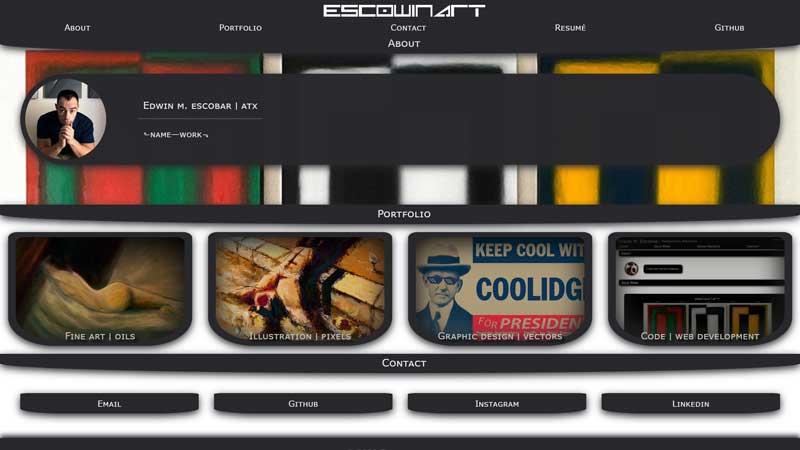 ESCOWINART
About
Portfolio
Contact
Resumé
Github
About
Edwin m. escobar | atx
⤷name—work⤵
Portfolio
KEEP COOL WIT
COOLIDG
FOR PRESIDEN
Fine art | oils
Illustration | pixels
Graphic design | vectors
Code | web development
Contact
Email
Github
Instagram
Linkedin